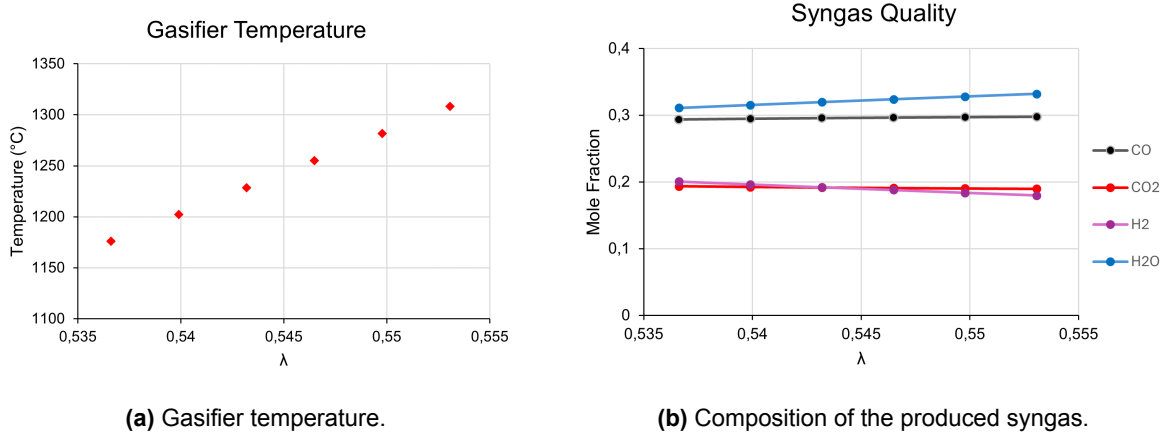 Gasifier Temperature
Temperature (°C)
1350
1300
1250
1200
1150
1100
0,535
0,54
0,545
0,55
0,555
λ
(a) Gasifier temperature.
Syngas Quality
Mole Fraction
0,4
0,3
0,2
0,1
0
0,535
0,54
0,545
0,55
0,555
λ
CO
CO2
H2
H2O
(b) Composition of the produced syngas.